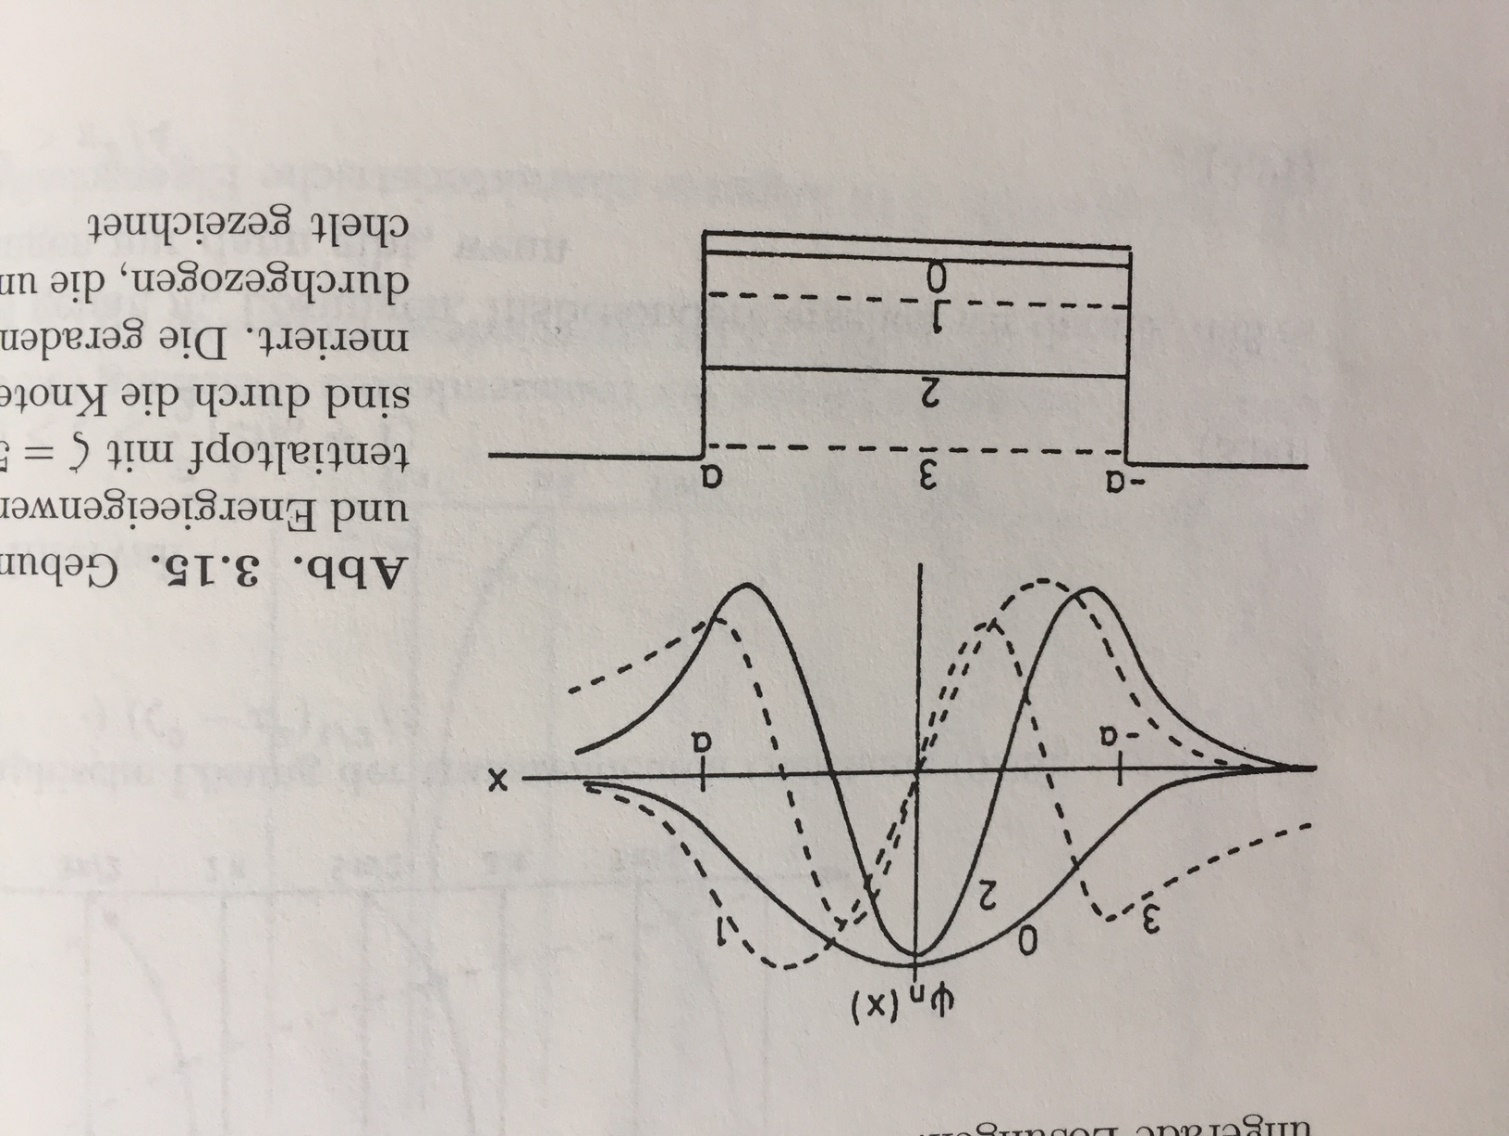 ungerade Lösungen
ψn(x)
3
0
2
1
-a
a
x
-a
3
a
2
1
0
Abb. 3.15. Gebun
und Energieeigenwer
tentialtopf mit ζ = 5
sind durch die Knote
meriert. Die geraden
durchgezogen, die un
chelt gezeichnet